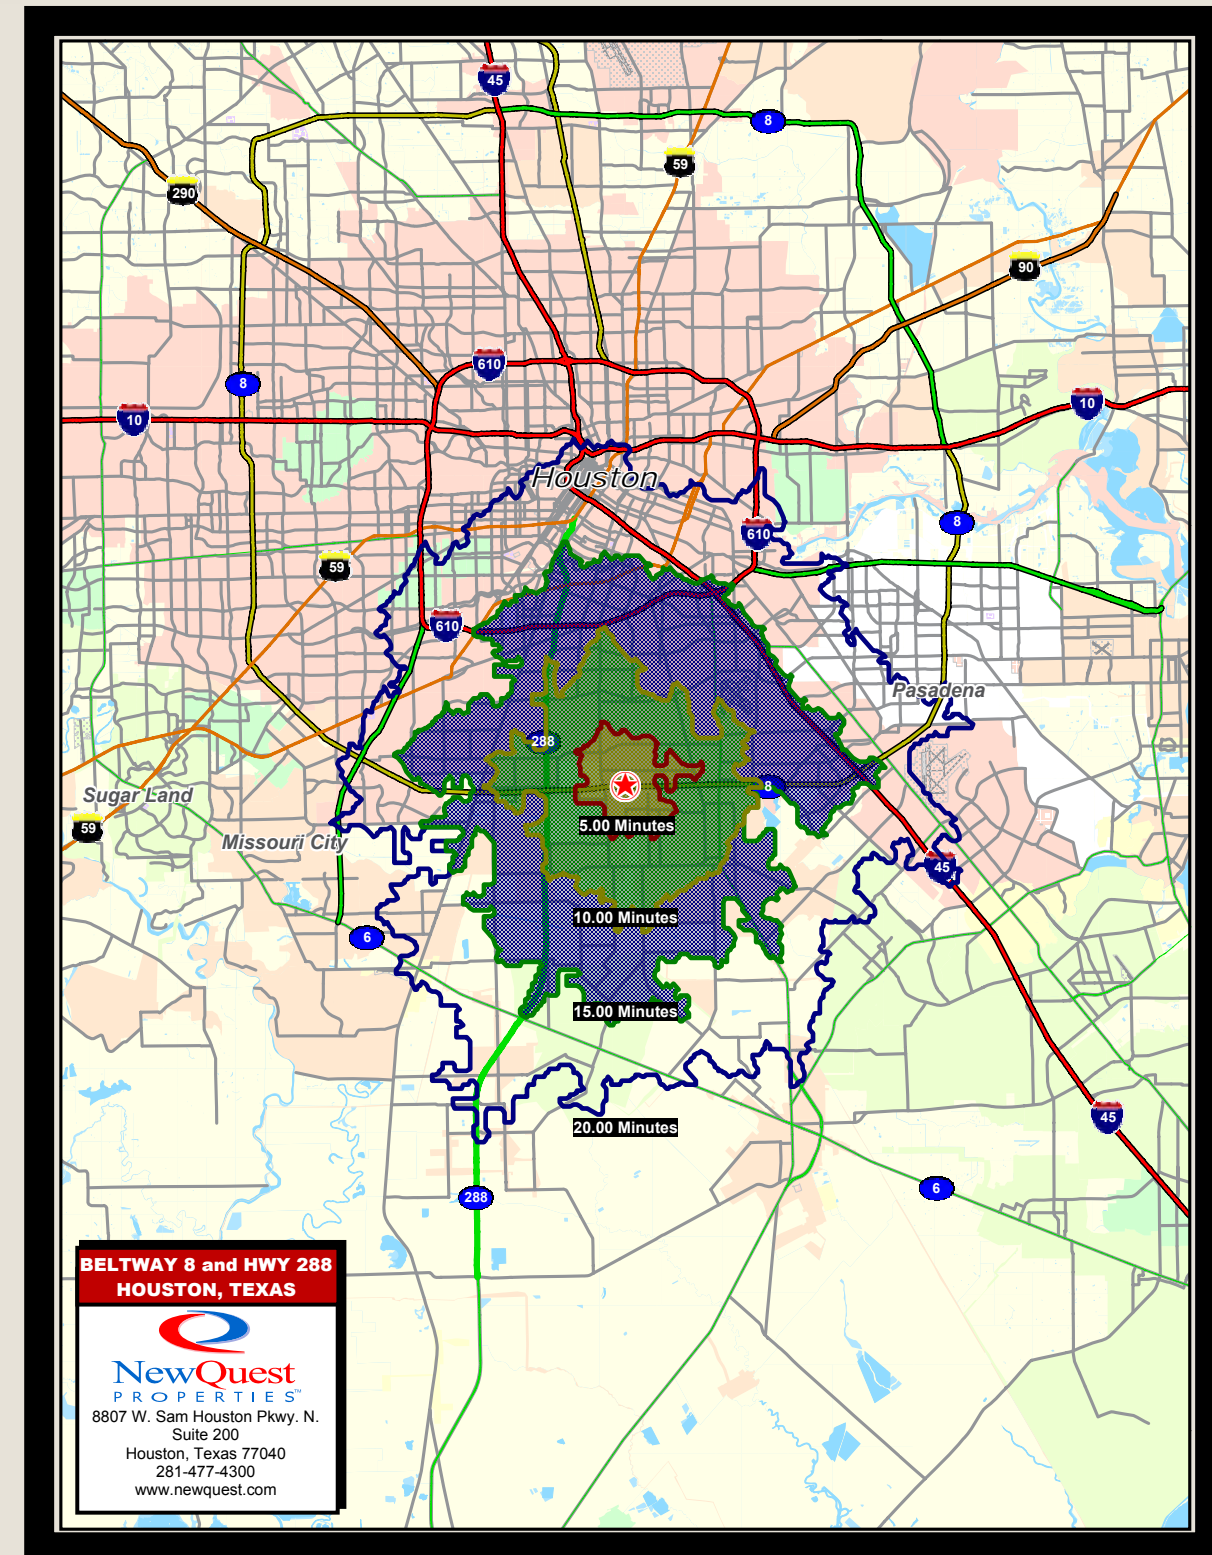 45
8
59
290
90
610
8
10
10
Houston
8
610
59
610
Pasadena
288
8
Sugar Land
5.00 Minutes
59
Missouri City
45
10.00 Minutes
6
15.00 Minutes
45
20.00 Minutes
6
288
BELTWAY 8 and HWY 288
HOUSTON, TEXAS
NewQuest
PROPERTIES™
8807 W. Sam Houston Pkwy. N.
Suite 200
Houston, Texas 77040
281-477-4300
www.newquest.com